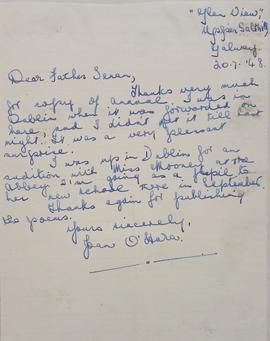 "Glen View",
Upper Salthill,
Galway.
20.7.'48.
Dear Father Senan,
Thanks very much
for copy of annual. I was in
Dublin when it was forwarded on
here, and I didn't get it till last
night. It was a very pleasant
surprise.
I was up in Dublin for an
audition with Miss Mooney at the
Abbey & I'm going as a pupil to
her new school there in September.
Thanks again for publishing
the poems.
Yours sincerely,
Joan O'Hara.